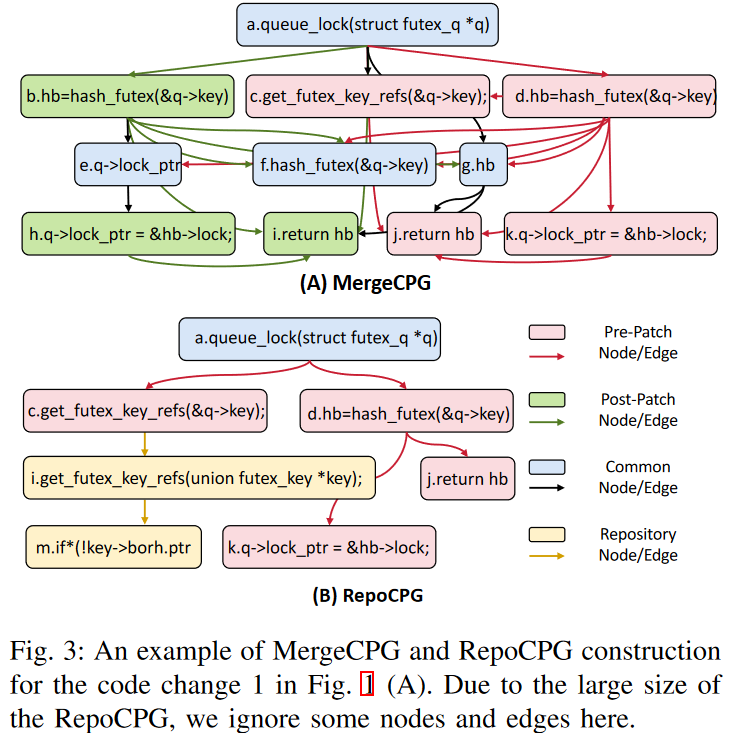 a.queue_lock(struct futex_q *q)
b.hb=hash_futex(&q->key)
c.get_futex_key_refs(&q->key);
d.hb=hash_futex(&q->key)
e.q->lock_ptr
f.hash_futex(&q->key)
g.hb
h.q->lock_ptr = &hb->lock;
i.return hb
j.return hb
k.q->lock_ptr = &hb->lock;
(A) MergeCPG
a.queue_lock(struct futex_q *q)
c.get_futex_key_refs(&q->key);
d.hb=hash_futex(&q->key)
i.get_futex_key_refs(union futex_key *key);
j.return hb
m.if*(!key->borh.ptr
k.q->lock_ptr = &hb->lock;
(B) RepoCPG
Pre-Patch
Node/Edge
Post-Patch
Node/Edge
Common
Node/Edge
Repository
Node/Edge
Fig. 3: An example of MergeCPG and RepoCPG construction
for the code change 1 in Fig. 1 (A). Due to the large size of
the RepoCPG, we ignore some nodes and edges here.